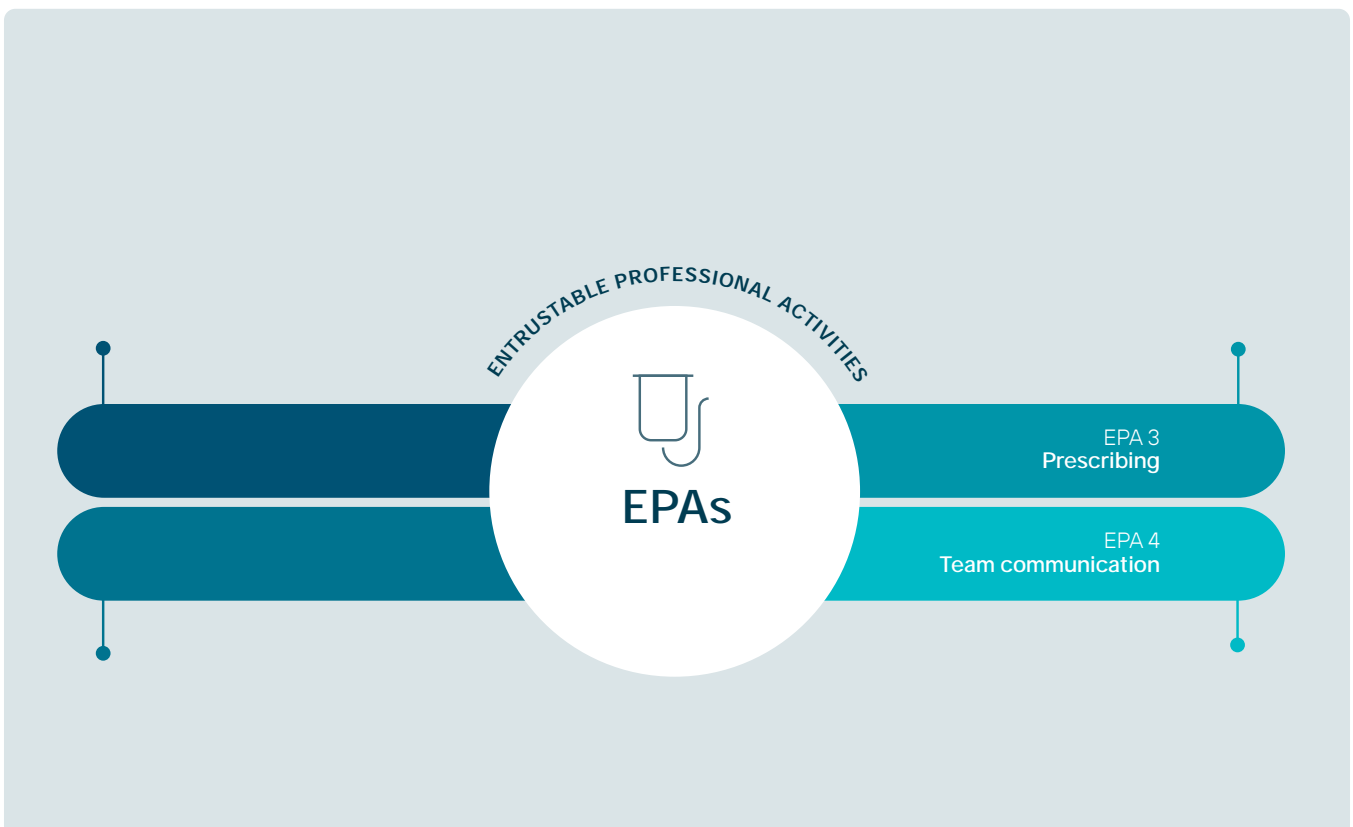 ENTRUSTABLE PROFESSIONAL ACTIVITIES
EPAs
EPA 3
Prescribing
EPA 4
Team communication